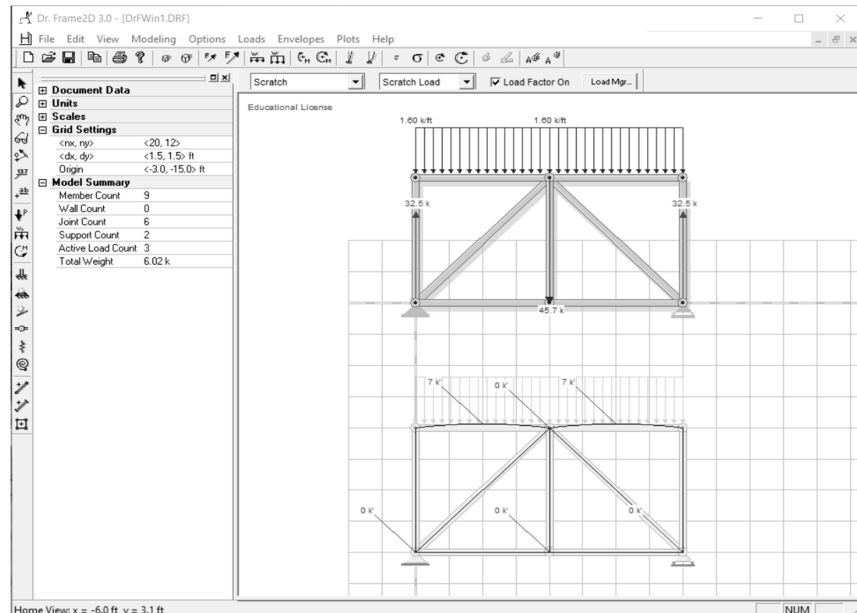 Dr. Frame2D 3.0 - [DrFWin1.DRF]
File Edit View Modeling Options Loads Envelopes Plots Help
Scratch Scratch Load Load Factor On Load Mgr...
Document Data
Units
Scales
Grid Settings
<nx, ny> <20, 12>
<dx, dy> <1.5, 1.5> ft
Origin <-3.0, -15.0> ft
Model Summary
Member Count 9
Wall Count 0
Joint Count 6
Support Count 2
Active Load Count 3
Total Weight 6.02 k
Educational License
1.60 k/ft 1.60 k/ft
32.5 k 32.5 k
45.7 k
7 k' 0 k' 7 k'
0 k' 0 k' 0 k'
Home View: x = -6.0 ft, y = 3.1 ft NUM